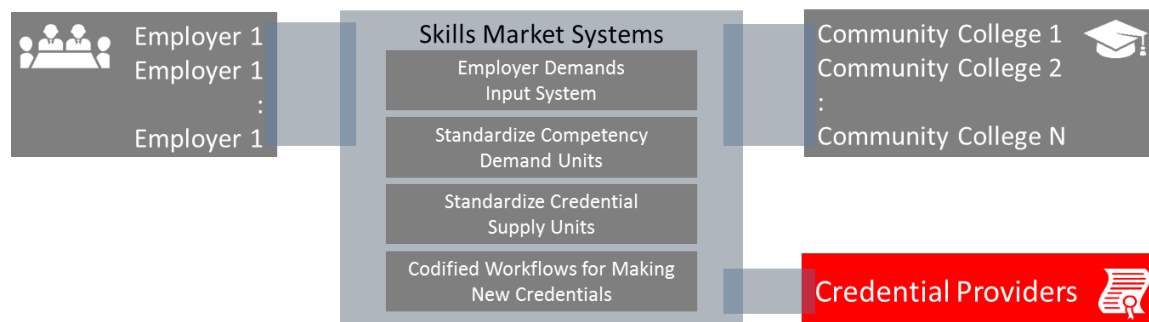 Employer 1
Employer 1
:
Employer 1
Skills Market Systems
Employer Demands
Input System
Standardize Competency
Demand Units
Standardize Credential
Supply Units
Codified Workflows for Making
New Credentials
Community College 1
Community College 2
:
Community College N
Credential Providers